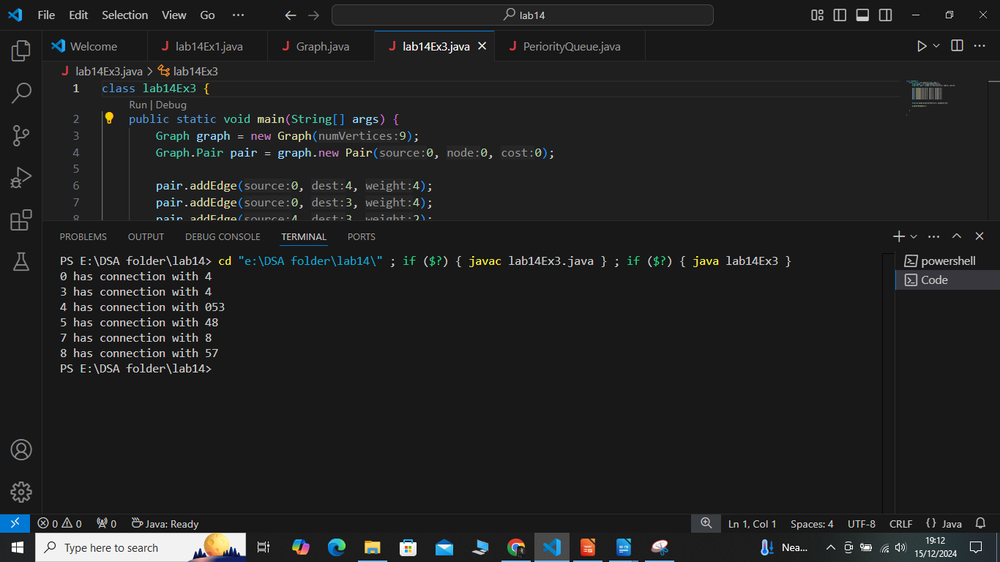 File Edit Selection View Go ··· lab14
Welcome lab14Ex1.java Graph.java lab14Ex3.java PeriorityQueue.java
lab14Ex3.java > lab14Ex3
1 class lab14Ex3 {
Run | Debug
2 public static void main(String[] args) {
3 Graph graph = new Graph(numVertices:9);
4 Graph.Pair pair = graph.new Pair(source:0, node:0, cost:0);
5
6 pair.addEdge(source:0, dest:4, weight:4);
7 pair.addEdge(source:0, dest:3, weight:4);
8 pair.addEdge(source:4, dest:3, weight:2);
PROBLEMS OUTPUT DEBUG CONSOLE TERMINAL PORTS
PS E:\DSA folder\lab14> cd "e:\DSA folder\lab14\" ; if ($?) { javac lab14Ex3.java } ; if ($?) { java lab14Ex3 }
0 has connection with 4
3 has connection with 4
4 has connection with 053
5 has connection with 48
7 has connection with 8
8 has connection with 57
PS E:\DSA folder\lab14>
powershell
Code
0 0 0 Java: Ready Ln 1, Col 1 Spaces: 4 UTF-8 CRLF {} Java
Type here to search Nea... 19:12
15/12/2024